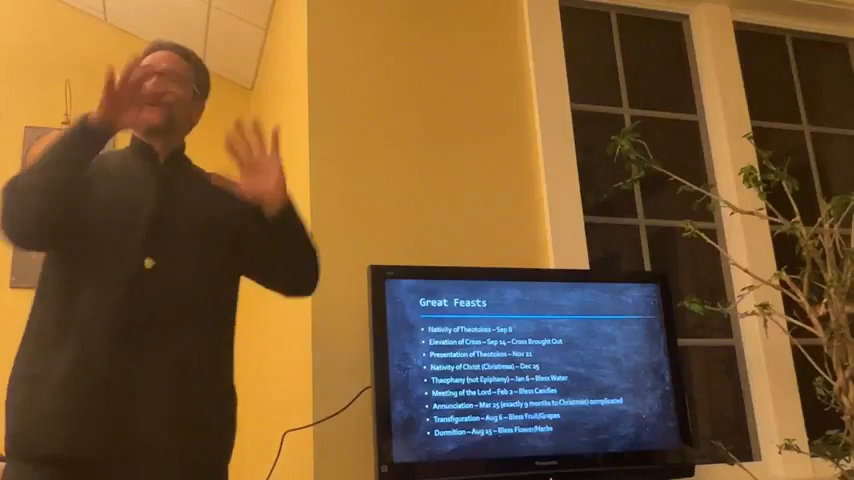 Great Feasts
• Nativity of Theotokos – Sep 8
• Elevation of Cross – Sep 14 – Cross Brought Out
• Presentation of Theotokos – Nov 21
• Nativity of Christ (Christmas) – Dec 25
• Theophany (not Epiphany) – Jan 6 – Bless Water
• Meeting of the Lord – Feb 2 – Bless Candles
• Annunciation – Mar 25 (exactly 9 months to Christmas) complicated
• Transfiguration – Aug 6 – Bless Fruit/Grapes
• Dormition – Aug 15 – Bless Flower/Herbs
Panasonic